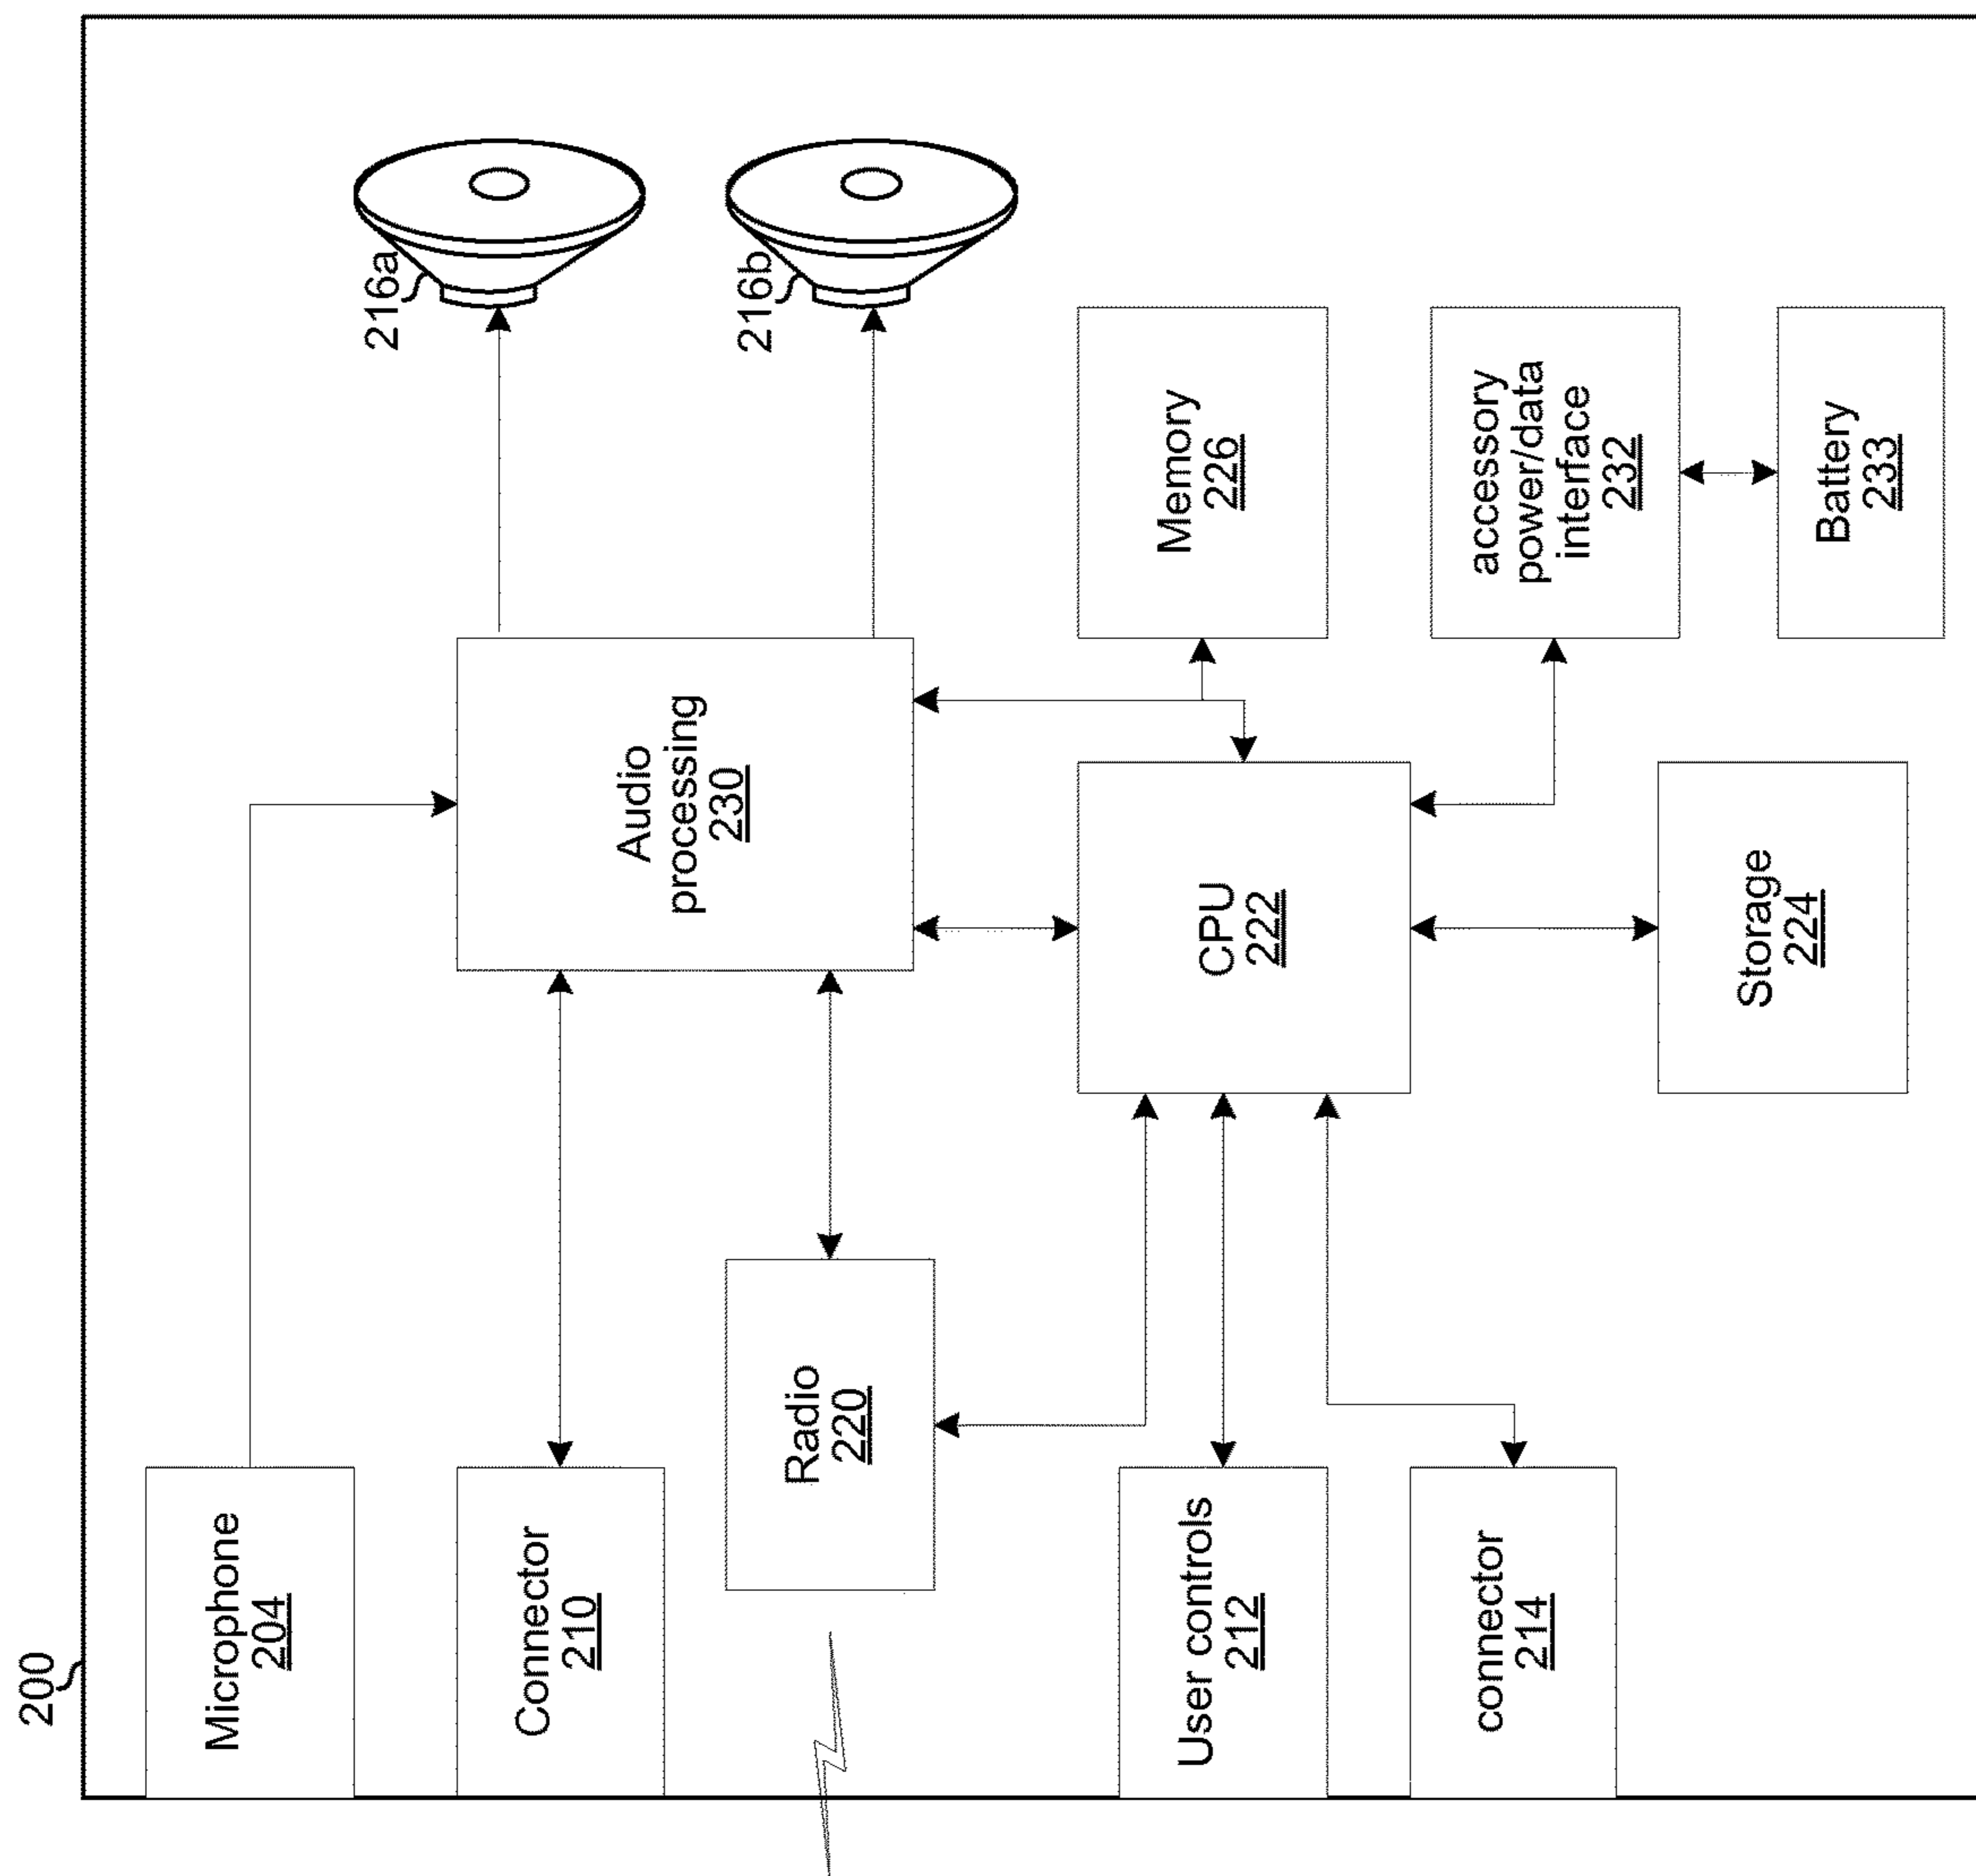 200
Microphone
204
Connector
210
Radio
220
User controls
212
connector
214
Audio
processing
230
CPU
222
Storage
224
216a
216b
Memory
226
accessory
power/data
interface
232
Battery
233